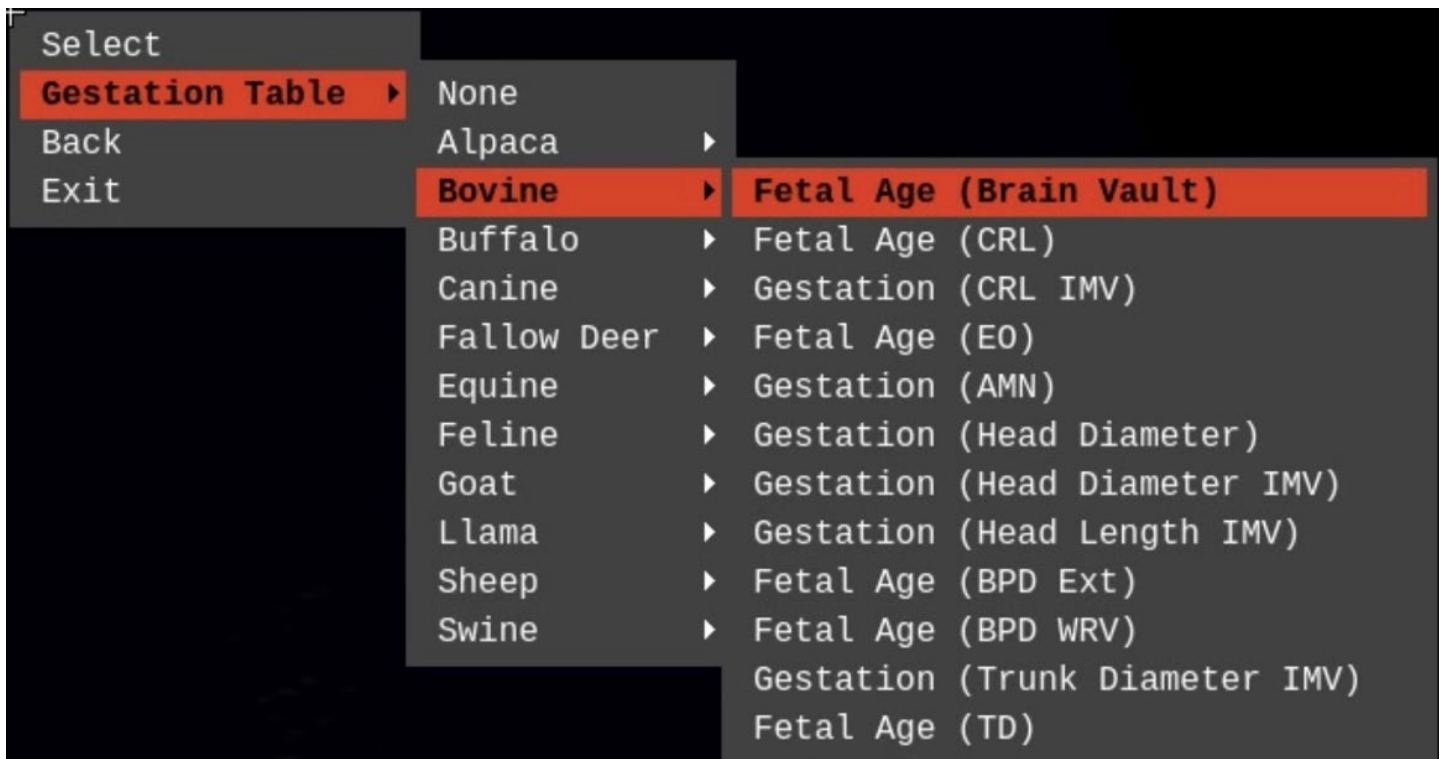 Select
Gestation Table
Back
Exit
None
Alpaca
Bovine
Buffalo
Canine
Fallow Deer
Equine
Feline
Goat
Llama
Sheep
Swine
Fetal Age (Brain Vault)
Fetal Age (CRL)
Gestation (CRL IMV)
Fetal Age (EO)
Gestation (AMN)
Gestation (Head Diameter)
Gestation (Head Diameter IMV)
Gestation (Head Length IMV)
Fetal Age (BPD Ext)
Fetal Age (BPD WRV)
Gestation (Trunk Diameter IMV)
Fetal Age (TD)